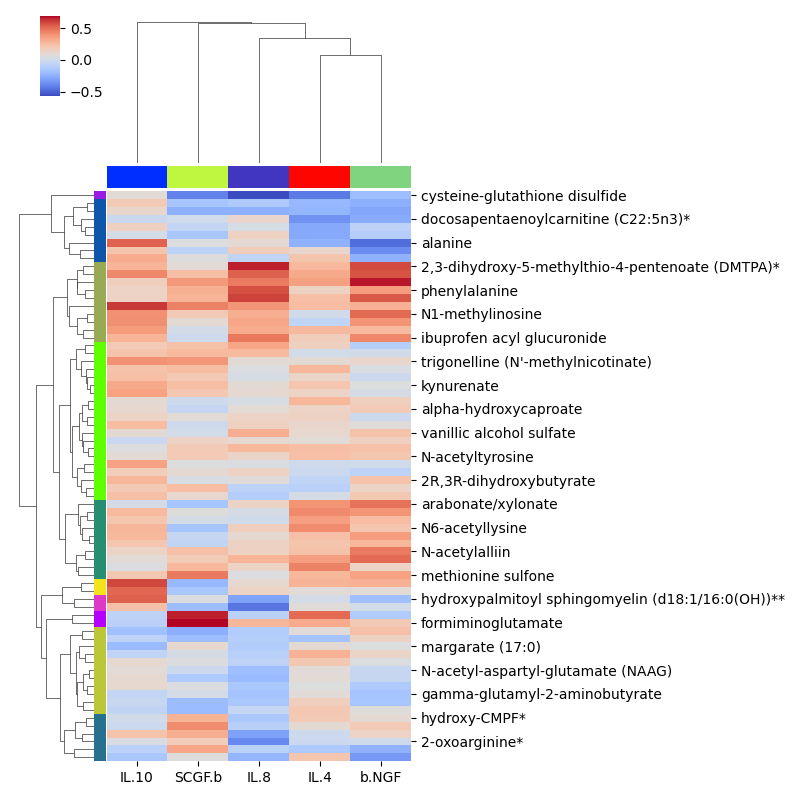 0.5
0.0
−0.5
cysteine-glutathione disulfide
docosapentaenoylcarnitine (C22:5n3)*
alanine
2,3-dihydroxy-5-methylthio-4-pentenoate (DMTPA)*
phenylalanine
N1-methylinosine
ibuprofen acyl glucuronide
trigonelline (N'-methylnicotinate)
kynurenate
alpha-hydroxycaproate
vanillic alcohol sulfate
N-acetyltyrosine
2R,3R-dihydroxybutyrate
arabonate/xylonate
N6-acetyllysine
N-acetylalliin
methionine sulfone
hydroxypalmitoyl sphingomyelin (d18:1/16:0(OH))**
formiminoglutamate
margarate (17:0)
N-acetyl-aspartyl-glutamate (NAAG)
gamma-glutamyl-2-aminobutyrate
hydroxy-CMPF*
2-oxoarginine*
IL.10 SCGF.b IL.8 IL.4 b.NGF